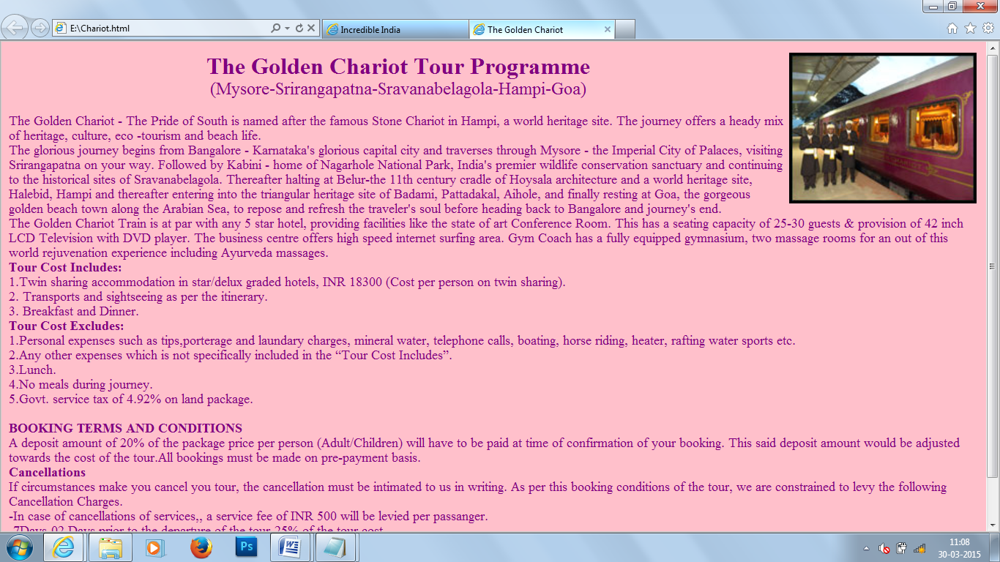 E:\Chariot.html
Incredible India
The Golden Chariot
The Golden Chariot Tour Programme
(Mysore-Srirangapatna-Sravanabelagola-Hampi-Goa)
The Golden Chariot - The Pride of South is named after the famous Stone Chariot in Hampi, a world heritage site. The journey offers a heady mix
of heritage, culture, eco -tourism and beach life.
The glorious journey begins from Bangalore - Karnataka's glorious capital city and traverses through Mysore - the Imperial City of Palaces, visiting
Srirangapatna on your way. Followed by Kabini - home of Nagarhole National Park, India's premier wildlife conservation sanctuary and continuing
to the historical sites of Sravanabelagola. Thereafter halting at Belur-the 11th century cradle of Hoysala architecture and a world heritage site,
Halebid, Hampi and thereafter entering into the triangular heritage site of Badami, Pattadakal, Aihole, and finally resting at Goa, the gorgeous
golden beach town along the Arabian Sea, to repose and refresh the traveler's soul before heading back to Bangalore and journey's end.
The Golden Chariot Train is at par with any 5 star hotel, providing facilities like the state of art Conference Room. This has a seating capacity of 25-30 guests & provision of 42 inch
LCD Television with DVD player. The business centre offers high speed internet surfing area. Gym Coach has a fully equipped gymnasium, two massage rooms for an out of this
world rejuvenation experience including Ayurveda massages.
Tour Cost Includes:
1.Twin sharing accommodation in star/delux graded hotels, INR 18300 (Cost per person on twin sharing).
2. Transports and sightseeing as per the itinerary.
3. Breakfast and Dinner.
Tour Cost Excludes:
1.Personal expenses such as tips,porterage and laundary charges, mineral water, telephone calls, boating, horse riding, heater, rafting water sports etc.
2.Any other expenses which is not specifically included in the “Tour Cost Includes”.
3.Lunch.
4.No meals during journey.
5.Govt. service tax of 4.92% on land package.
BOOKING TERMS AND CONDITIONS
A deposit amount of 20% of the package price per person (Adult/Children) will have to be paid at time of confirmation of your booking. This said deposit amount would be adjusted
towards the cost of the tour.All bookings must be made on pre-payment basis.
Cancellations
If circumstances make you cancel you tour, the cancellation must be intimated to us in writing. As per this booking conditions of the tour, we are constrained to levy the following
Cancellation Charges.
-In case of cancellations of services,, a service fee of INR 500 will be levied per passanger.
-7Days-02 Days prior to the departure of the tour 25% of the tour cost
Ps
11:08
30-03-2015